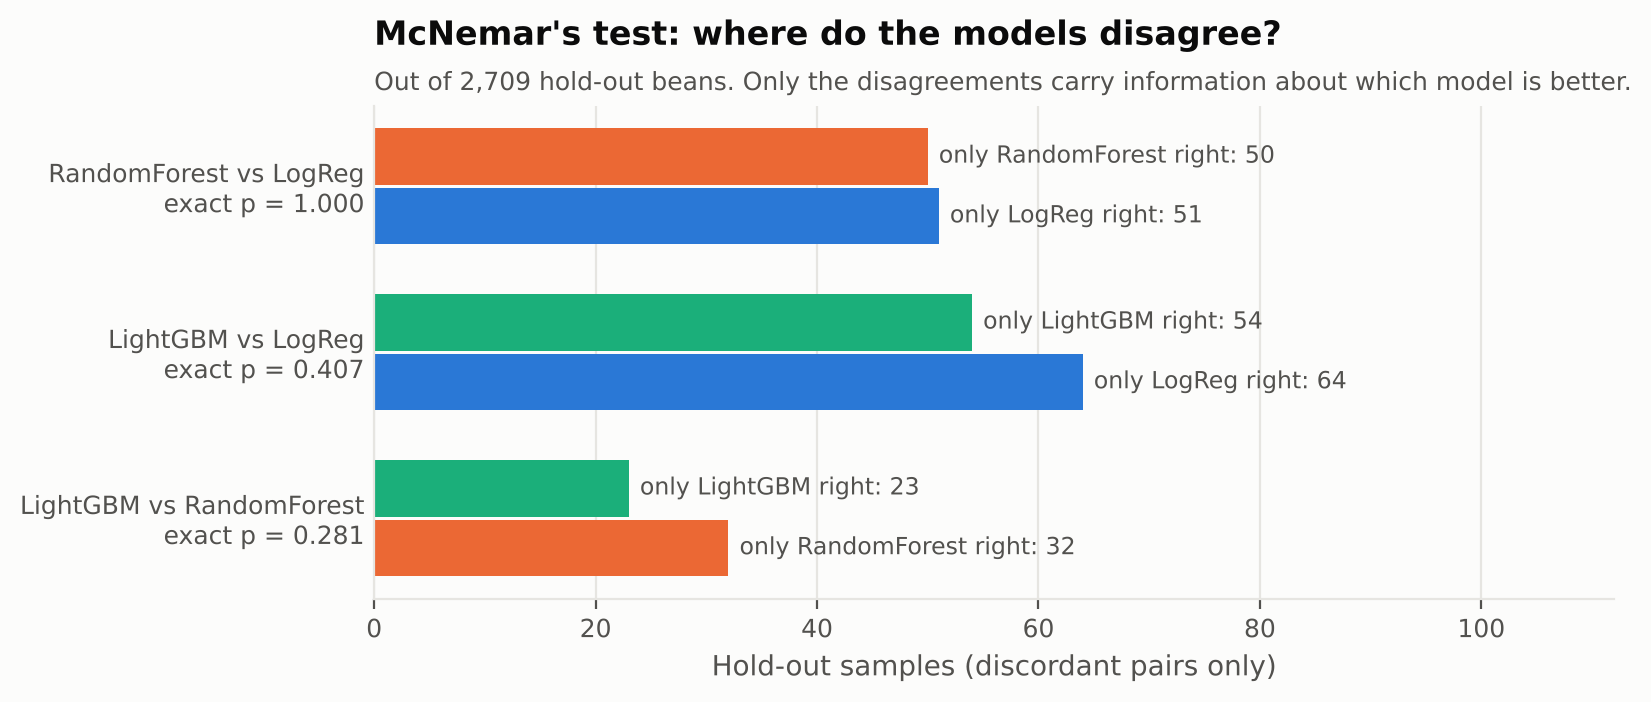 McNemar's test: where do the models disagree?
Out of 2,709 hold-out beans. Only the disagreements carry information about which model is better.
RandomForest vs LogReg
exact p = 1.000
only RandomForest right: 50
only LogReg right: 51
LightGBM vs LogReg
exact p = 0.407
only LightGBM right: 54
only LogReg right: 64
LightGBM vs RandomForest
exact p = 0.281
only LightGBM right: 23
only RandomForest right: 32
0 20 40 60 80 100
Hold-out samples (discordant pairs only)